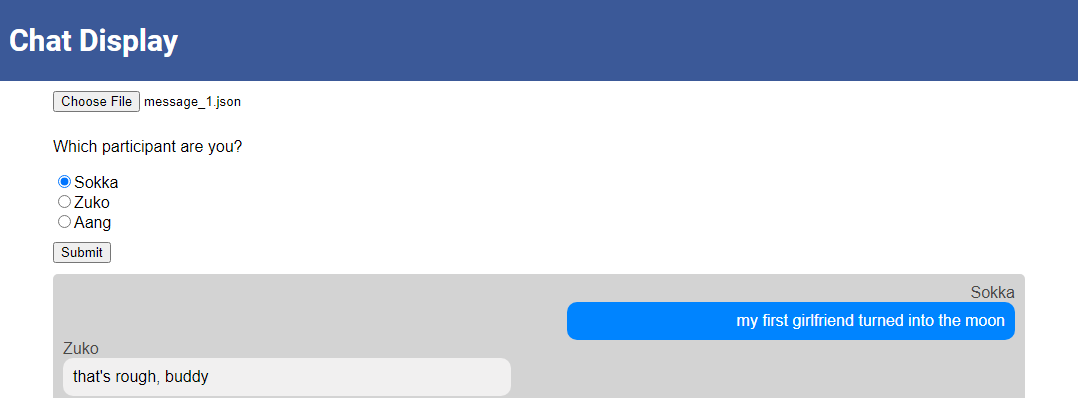 Chat Display
Choose File message_1.json
Which participant are you?
Sokka
Zuko
Aang
Submit
Sokka
my first girlfriend turned into the moon
Zuko
that's rough, buddy